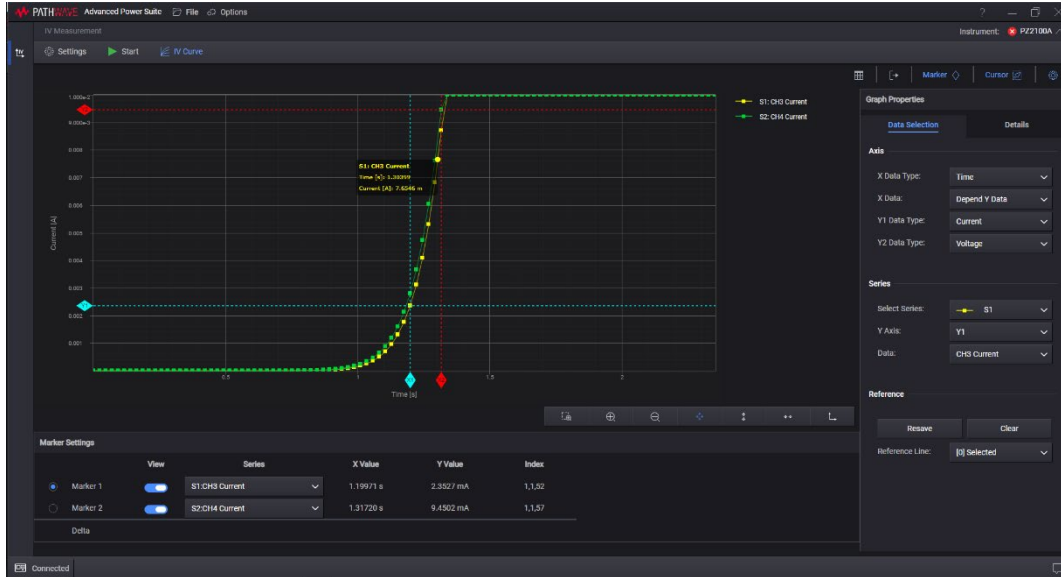 PATHWAVE Advanced Power Suite File Options ?
IV Measurement Instrument: PZ2100A
IV Settings Start IV Curve
Marker Cursor
Graph Properties
Data Selection Details
Axis
X Data Type: Time
X Data: Depend Y Data
Y1 Data Type: Current
Y2 Data Type: Voltage
Series
Select Series: S1
Y Axis: Y1
Data: CH3 Current
Reference
Resave Clear
Reference Line: [0] Selected
1.000e-2
9.000e-3
0.008
0.007
0.006
0.005
0.004
0.003
0.002
0.001
Current [A]
S1: CH3 Current
Time [s]: 1.30399
Current [A]: 7.6546 m
S1: CH3 Current
S2: CH4 Current
0.5 1 1.5 2
Time [s]
Marker Settings
View Series X Value Y Value Index
Marker 1 S1:CH3 Current 1.19971 s 2.3527 mA 1,1,52
Marker 2 S2:CH4 Current 1.31720 s 9.4502 mA 1,1,57
Delta
Connected